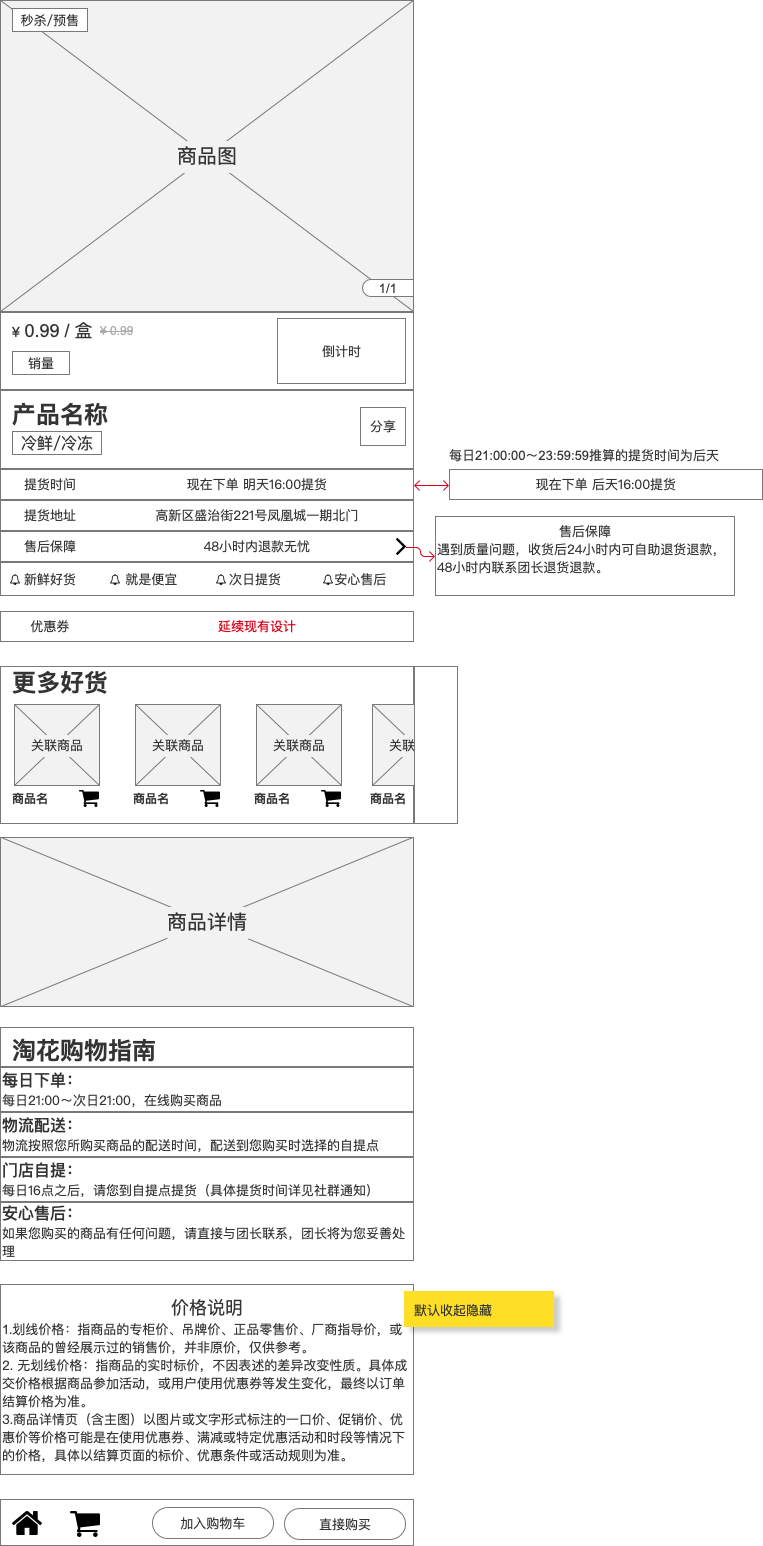 秒杀/预售
商品图
1/1
¥ 0.99 / 盒 ¥ 0.99
销量
倒计时
产品名称
冷鲜/冷冻
分享
每日21:00:00～23:59:59推算的提货时间为后天
提货时间 现在下单 明天16:00提货
现在下单 后天16:00提货
提货地址 高新区盛治街221号凤凰城一期北门
售后保障 48小时内退款无忧
售后保障
遇到质量问题，收货后24小时内可自助退货退款，
48小时内联系团长退货退款。
新鲜好货 就是便宜 次日提货 安心售后
优惠券 延续现有设计
更多好货
关联商品 关联商品 关联商品 关联
商品名 商品名 商品名 商品名
商品详情
淘花购物指南
每日下单：
每日21:00～次日21:00，在线购买商品
物流配送：
物流按照您所购买商品的配送时间，配送到您购买时选择的自提点
门店自提：
每日16点之后，请您到自提点提货（具体提货时间详见社群通知）
安心售后：
如果您购买的商品有任何问题，请直接与团长联系，团长将为您妥善处
理
价格说明
默认收起隐藏
1.划线价格：指商品的专柜价、吊牌价、正品零售价、厂商指导价，或
该商品的曾经展示过的销售价，并非原价，仅供参考。
2. 无划线价格：指商品的实时标价，不因表述的差异改变性质。具体成
交价格根据商品参加活动，或用户使用优惠券等发生变化，最终以订单
结算价格为准。
3.商品详情页（含主图）以图片或文字形式标注的一口价、促销价、优
惠价等价格可能是在使用优惠券、满减或特定优惠活动和时段等情况下
的价格，具体以结算页面的标价、优惠条件或活动规则为准。
加入购物车 直接购买